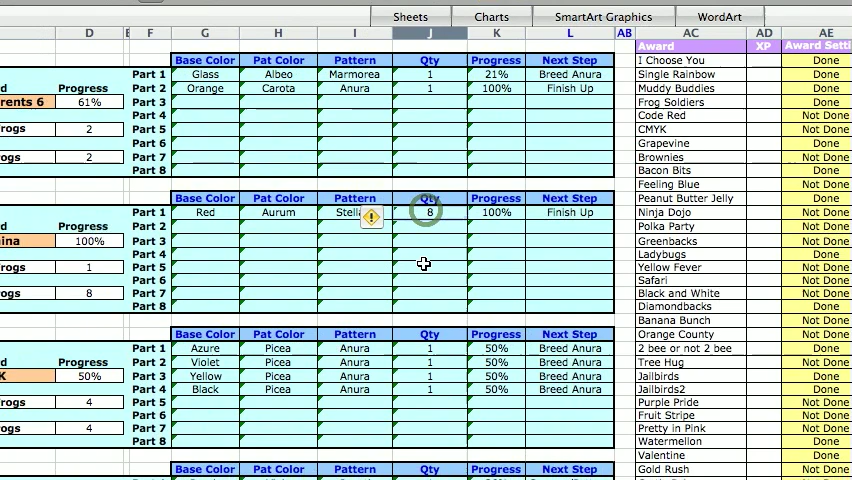 Sheets Charts SmartArt Graphics WordArt
D E F G H I J K L AB AC AD AE
Base Color Pat Color Pattern Qty Progress Next Step Award XP Award Setti
Progress Part 1 Glass Albeo Marmorea 1 21% Breed Anura I Choose You Done
Part 2 Orange Carota Anura 1 100% Finish Up Single Rainbow Done
Muddy Buddies Done
rents 6 61% Part 3 Frog Soldiers Done
Part 4 Code Red Not Done
rogs 2 Part 5 CMYK Not Done
Part 6 Grapevine Done
rogs 2 Part 7 Brownies Not Done
Part 8 Bacon Bits Done
Feeling Blue Not Done
Base Color Pat Color Pattern Qty Progress Next Step Peanut Butter Jelly Done
Progress Part 1 Red Aurum Stella 8 100% Finish Up Ninja Dojo Not Done
Part 2 Polka Party Not Done
ina 100% Part 3 Greenbacks Not Done
Part 4 Ladybugs Done
rogs 1 Part 5 Yellow Fever Not Done
Part 6 Safari Not Done
rogs 8 Part 7 Black and White Not Done
Part 8 Diamondbacks Done
Banana Bunch Not Done
Base Color Pat Color Pattern Qty Progress Next Step Orange County Not Done
Part 1 Azure Picea Anura 1 50% Breed Anura 2 bee or not 2 bee Done
rd Progress Part 2 Violet Picea Anura 1 50% Breed Anura Tree Hug Not Done
K 50% Part 3 Yellow Picea Anura 1 50% Breed Anura Jailbirds Done
Part 4 Black Picea Anura 1 50% Breed Anura Jailbirds2 Done
rogs 4 Part 5 Purple Pride Not Done
Part 6 Fruit Stripe Not Done
rogs 4 Part 7 Pretty in Pink Not Done
Part 8 Watermellon Done
Valentine Done
Base Color Pat Color Pattern Qty Progress Next Step Gold Rush Not Done